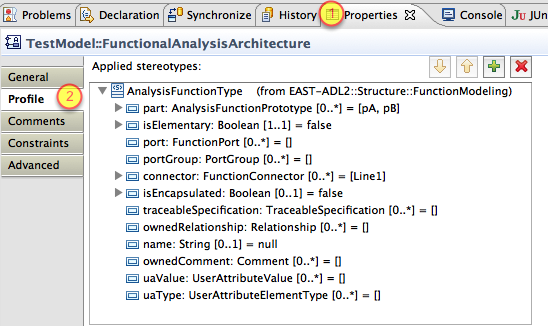 Problems Declaration Synchronize History 1 Properties Console JUn
TestModel::FunctionalAnalysisArchitecture
General
Profile 2
Comments
Constraints
Advanced
Applied stereotypes:
AnalysisFunctionType (from EAST-ADL2::Structure::FunctionModeling)
part: AnalysisFunctionPrototype [0..*] = [pA, pB]
isElementary: Boolean [1..1] = false
port: FunctionPort [0..*] = []
portGroup: PortGroup [0..*] = []
connector: FunctionConnector [0..*] = [Line1]
isEncapsulated: Boolean [0..1] = false
traceableSpecification: TraceableSpecification [0..*] = []
ownedRelationship: Relationship [0..*] = []
name: String [0..1] = null
ownedComment: Comment [0..*] = []
uaValue: UserAttributeValue [0..*] = []
uaType: UserAttributeElementType [0..*] = []